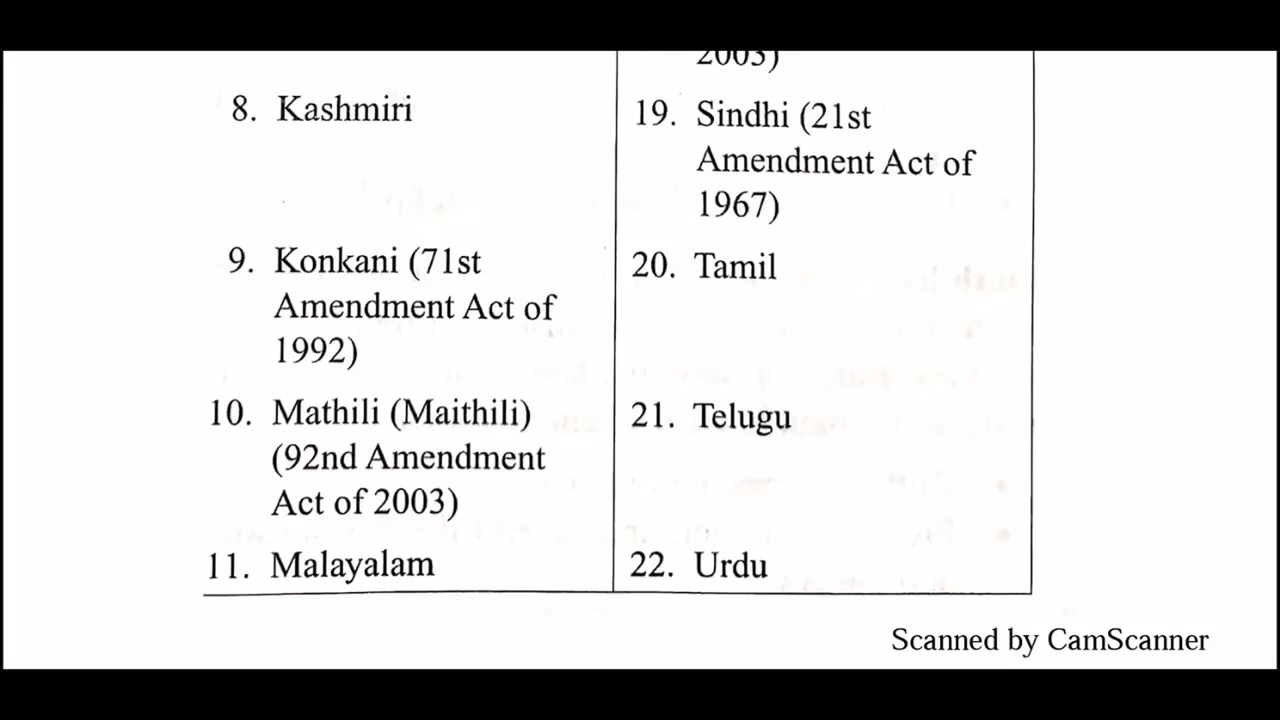 2003)
8. Kashmiri
19. Sindhi (21st
Amendment Act of
1967)
9. Konkani (71st
Amendment Act of
1992)
20. Tamil
10. Mathili (Maithili)
(92nd Amendment
Act of 2003)
21. Telugu
11. Malayalam
22. Urdu
Scanned by CamScanner